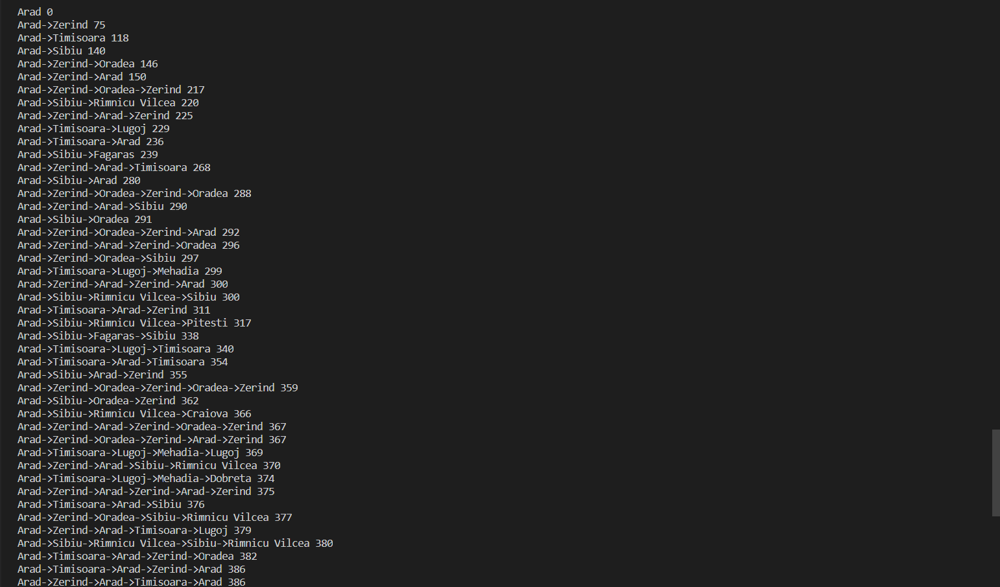 Arad 0
Arad->Zerind 75
Arad->Timisoara 118
Arad->Sibiu 140
Arad->Zerind->Oradea 146
Arad->Zerind->Arad 150
Arad->Zerind->Oradea->Zerind 217
Arad->Sibiu->Rimnicu Vilcea 220
Arad->Zerind->Arad->Zerind 225
Arad->Timisoara->Lugoj 229
Arad->Timisoara->Arad 236
Arad->Sibiu->Fagaras 239
Arad->Zerind->Arad->Timisoara 268
Arad->Sibiu->Arad 280
Arad->Zerind->Oradea->Zerind->Oradea 288
Arad->Zerind->Arad->Sibiu 290
Arad->Sibiu->Oradea 291
Arad->Zerind->Oradea->Zerind->Arad 292
Arad->Zerind->Arad->Zerind->Oradea 296
Arad->Zerind->Oradea->Sibiu 297
Arad->Timisoara->Lugoj->Mehadia 299
Arad->Zerind->Arad->Zerind->Arad 300
Arad->Sibiu->Rimnicu Vilcea->Sibiu 300
Arad->Timisoara->Arad->Zerind 311
Arad->Sibiu->Rimnicu Vilcea->Pitesti 317
Arad->Sibiu->Fagaras->Sibiu 338
Arad->Timisoara->Lugoj->Timisoara 340
Arad->Timisoara->Arad->Timisoara 354
Arad->Sibiu->Arad->Zerind 355
Arad->Zerind->Oradea->Zerind->Oradea->Zerind 359
Arad->Sibiu->Oradea->Zerind 362
Arad->Sibiu->Rimnicu Vilcea->Craiova 366
Arad->Zerind->Arad->Zerind->Oradea->Zerind 367
Arad->Zerind->Oradea->Zerind->Arad->Zerind 367
Arad->Timisoara->Lugoj->Mehadia->Lugoj 369
Arad->Zerind->Arad->Sibiu->Rimnicu Vilcea 370
Arad->Timisoara->Lugoj->Mehadia->Dobreta 374
Arad->Zerind->Arad->Zerind->Arad->Zerind 375
Arad->Timisoara->Arad->Sibiu 376
Arad->Zerind->Oradea->Sibiu->Rimnicu Vilcea 377
Arad->Zerind->Arad->Timisoara->Lugoj 379
Arad->Sibiu->Rimnicu Vilcea->Sibiu->Rimnicu Vilcea 380
Arad->Timisoara->Arad->Zerind->Oradea 382
Arad->Timisoara->Arad->Zerind->Arad 386
Arad->Zerind->Arad->Timisoara->Arad 386